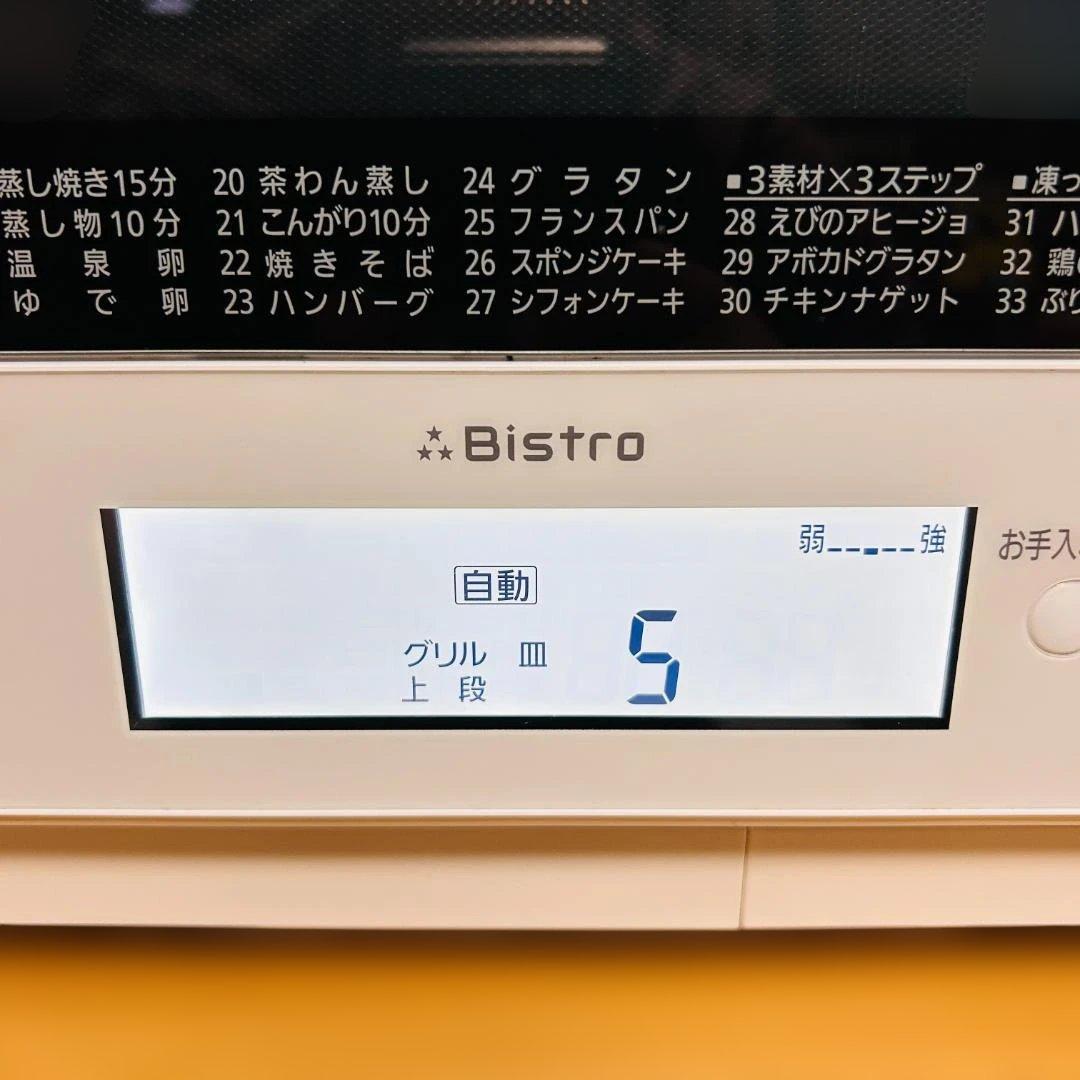 蒸し焼き15分 20 茶わん蒸し 24 グラタン ■3素材×3ステップ ■凍っ
蒸し物10分 21 こんがり10分 25 フランスパン 28 えびのアヒージョ 31 ハ
温泉卵 22 焼きそば 26 スポンジケーキ 29 アボカドグラタン 32 鶏
ゆで卵 23 ハンバーグ 27 シフォンケーキ 30 チキンナゲット 33 ぶり
Bistro
弱 強
お手入
自動
グリル 皿 5
上段